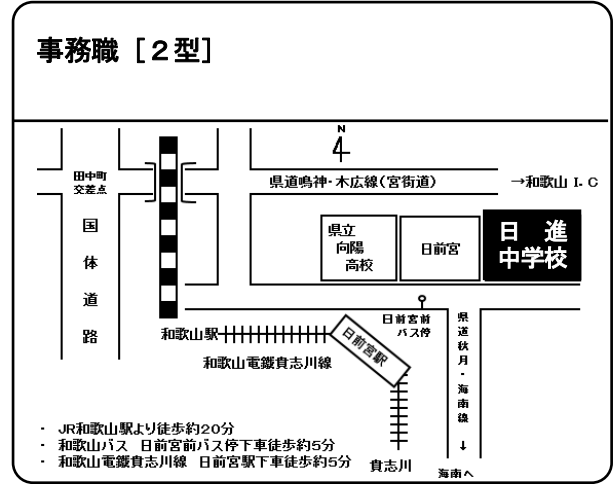 事務職［２型］
N
田中町
交差点
県道鳴神・木広線（宮街道）
→和歌山 I．C
国体道路
県立
向陽
高校
日前宮
日進
中学校
日前宮前
バス停
和歌山駅
日前宮駅
和歌山電鐵貴志川線
県道秋月・海南線↓
・ JR和歌山駅より徒歩約20分
・ 和歌山バス 日前宮前バス停下車徒歩約5分
・ 和歌山電鐵貴志川線 日前宮駅下車徒歩約5分
貴志川
海南へ